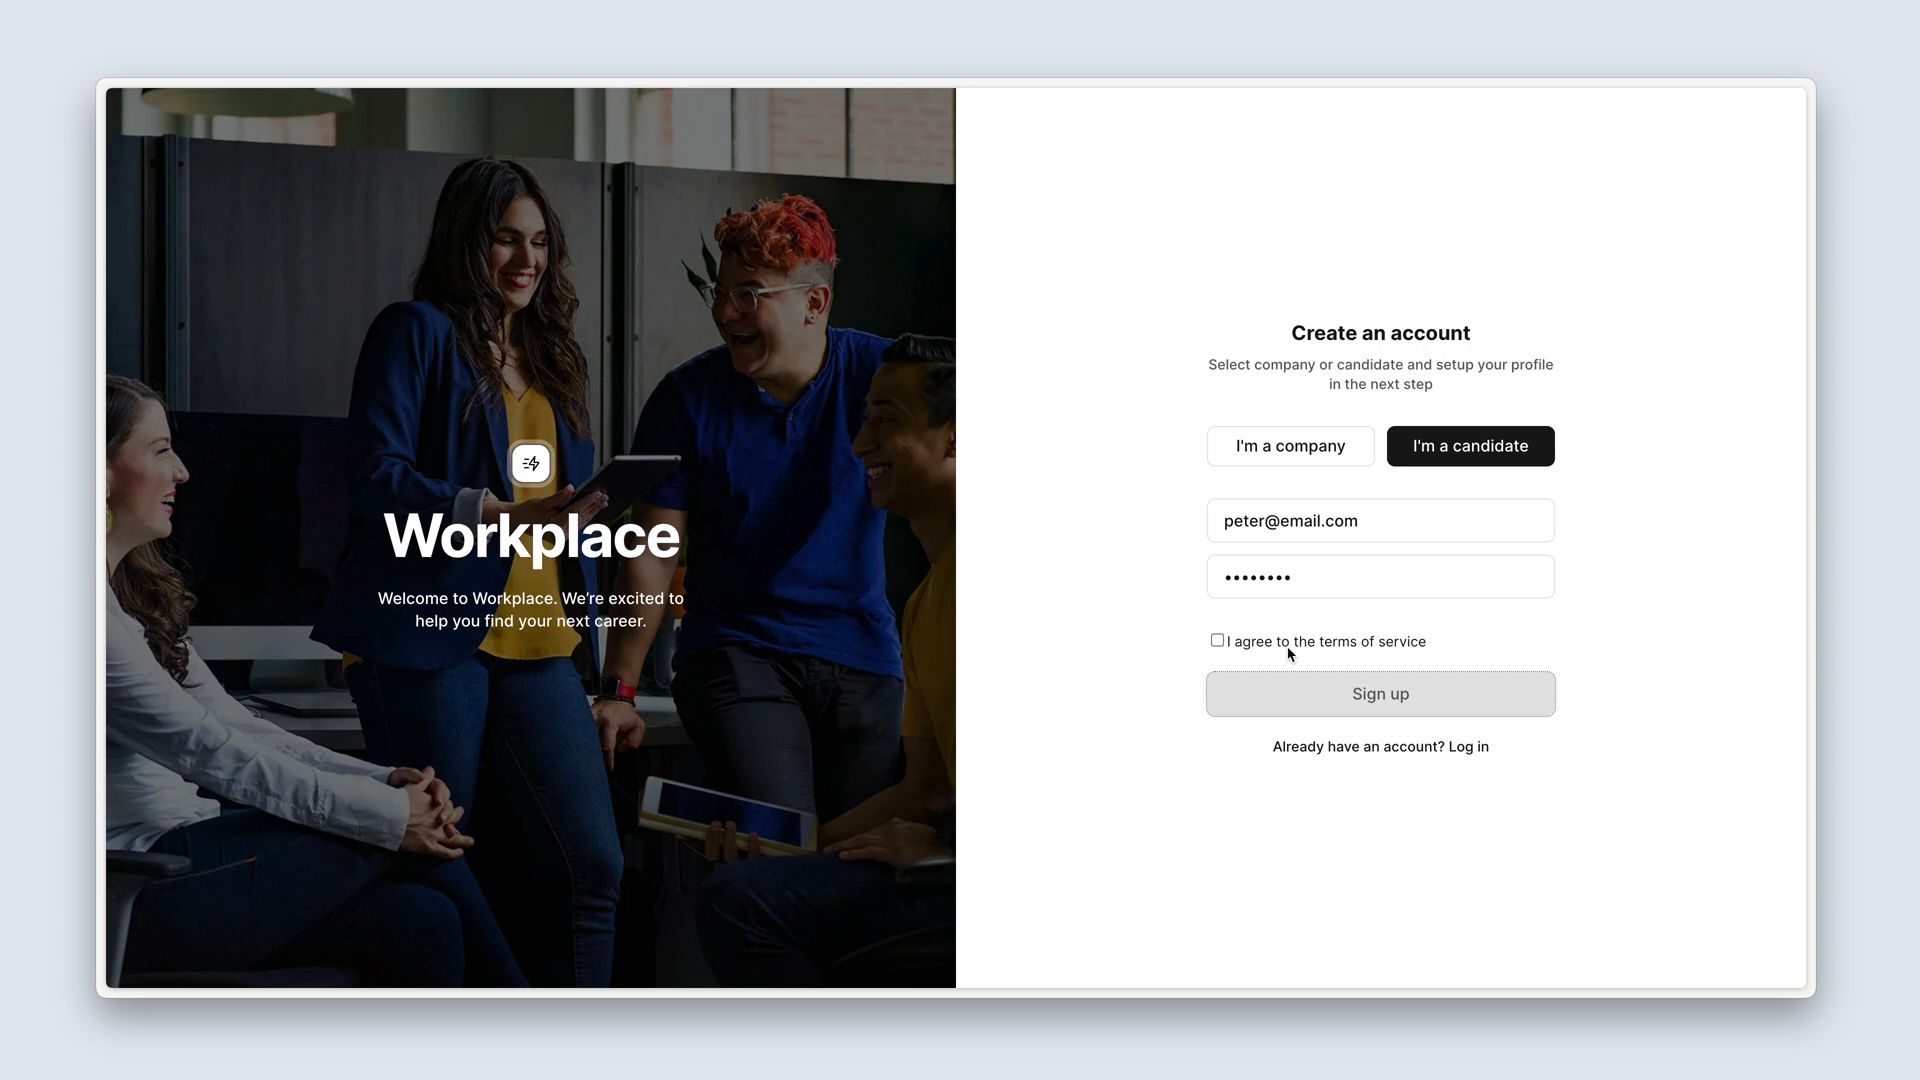 Workplace
Welcome to Workplace. We’re excited to
help you find your next career.
Create an account
Select company or candidate and setup your profile
in the next step
I'm a company
I'm a candidate
peter@email.com
••••••••
I agree to the terms of service
Sign up
Already have an account? Log in